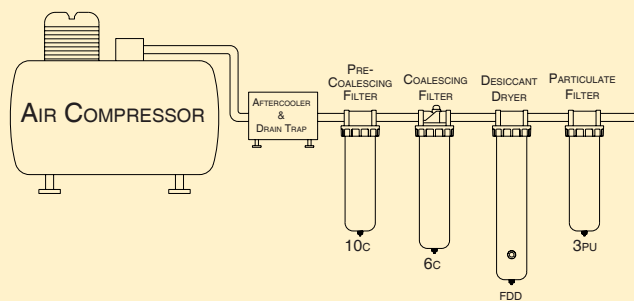 AIR COMPRESSOR
AFTERCOOLER
&
DRAIN TRAP
PRE-
COALESCING
FILTER
10C
COALESCING
FILTER
6C
DESICCANT
DRYER
FDD
PARTICULATE
FILTER
3PU